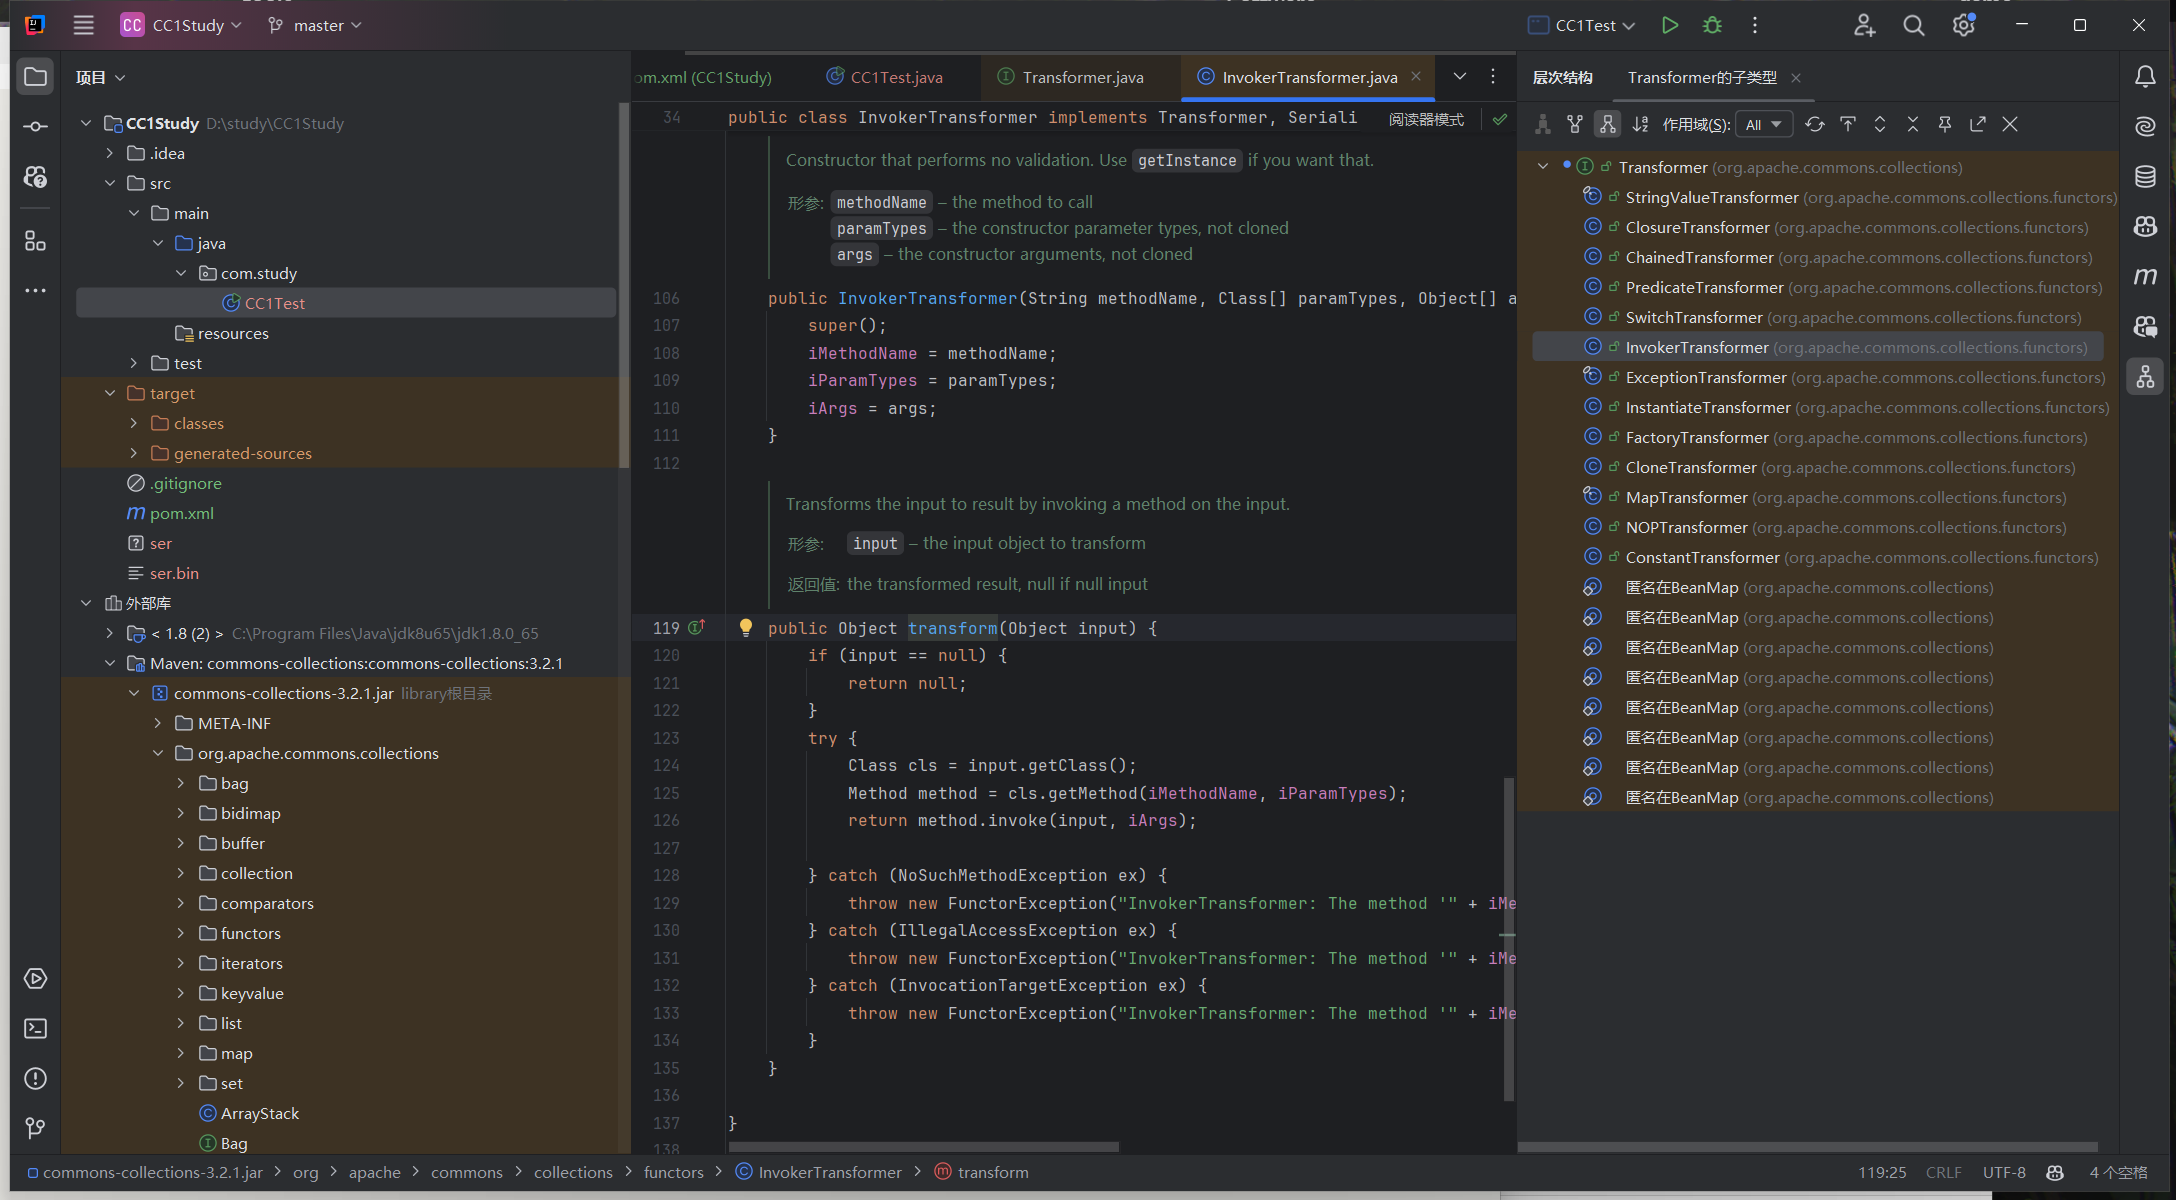 CC CC1Study master CC1Test
项目
CC1Study D:\study\CC1Study
.idea
src
main
java
com.study
CC1Test
resources
test
target
classes
generated-sources
.gitignore
pom.xml
ser
ser.bin
外部库
< 1.8 (2) > C:\Program Files\Java\jdk8u65\jdk1.8.0_65
Maven: commons-collections:commons-collections:3.2.1
commons-collections-3.2.1.jar library根目录
META-INF
org.apache.commons.collections
bag
bidimap
buffer
collection
comparators
functors
iterators
keyvalue
list
map
set
ArrayStack
Bag
om.xml (CC1Study) CC1Test.java Transformer.java InvokerTransformer.java
34 public class InvokerTransformer implements Transformer, Seriali 阅读器模式
Constructor that performs no validation. Use getInstance if you want that.
形参: methodName – the method to call
paramTypes – the constructor parameter types, not cloned
args – the constructor arguments, not cloned
106 public InvokerTransformer(String methodName, Class[] paramTypes, Object[] a
107 super();
108 iMethodName = methodName;
109 iParamTypes = paramTypes;
110 iArgs = args;
111 }
112
Transforms the input to result by invoking a method on the input.
形参: input – the input object to transform
返回值: the transformed result, null if null input
119 public Object transform(Object input) {
120 if (input == null) {
121 return null;
122 }
123 try {
124 Class cls = input.getClass();
125 Method method = cls.getMethod(iMethodName, iParamTypes);
126 return method.invoke(input, iArgs);
127
128 } catch (NoSuchMethodException ex) {
129 throw new FunctorException("InvokerTransformer: The method '" + iMe
130 } catch (IllegalAccessException ex) {
131 throw new FunctorException("InvokerTransformer: The method '" + iMe
132 } catch (InvocationTargetException ex) {
133 throw new FunctorException("InvokerTransformer: The method '" + iMe
134 }
135 }
136
137 }
138
层次结构 Transformer的子类型
作用域(S): All
Transformer (org.apache.commons.collections)
StringValueTransformer (org.apache.commons.collections.functors)
ClosureTransformer (org.apache.commons.collections.functors)
ChainedTransformer (org.apache.commons.collections.functors)
PredicateTransformer (org.apache.commons.collections.functors)
SwitchTransformer (org.apache.commons.collections.functors)
InvokerTransformer (org.apache.commons.collections.functors)
ExceptionTransformer (org.apache.commons.collections.functors)
InstantiateTransformer (org.apache.commons.collections.functors)
FactoryTransformer (org.apache.commons.collections.functors)
CloneTransformer (org.apache.commons.collections.functors)
MapTransformer (org.apache.commons.collections.functors)
NOPTransformer (org.apache.commons.collections.functors)
ConstantTransformer (org.apache.commons.collections.functors)
匿名在BeanMap (org.apache.commons.collections)
匿名在BeanMap (org.apache.commons.collections)
匿名在BeanMap (org.apache.commons.collections)
匿名在BeanMap (org.apache.commons.collections)
匿名在BeanMap (org.apache.commons.collections)
匿名在BeanMap (org.apache.commons.collections)
匿名在BeanMap (org.apache.commons.collections)
匿名在BeanMap (org.apache.commons.collections)
commons-collections-3.2.1.jar > org > apache > commons > collections > functors > InvokerTransformer > transform 119:25 CRLF UTF-8 4 个空格